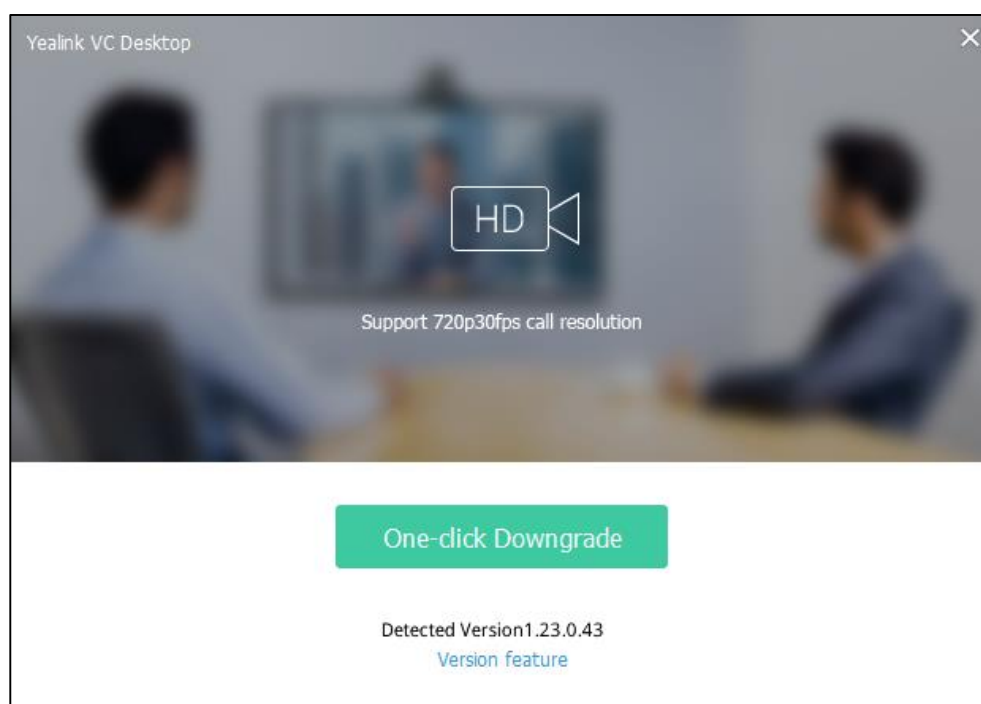 Yealink VC Desktop
HD
Support 720p30fps call resolution
One-click Downgrade
Detected Version1.23.0.43
Version feature